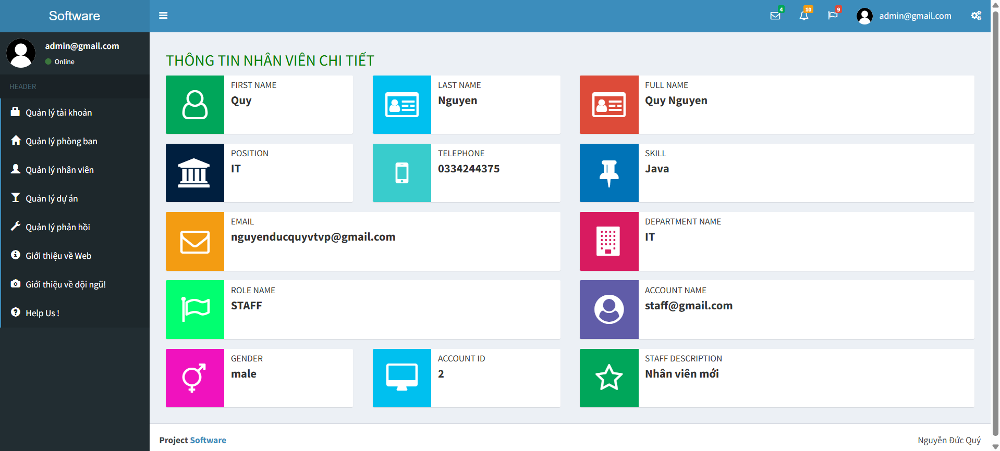 Software
4
10
9
admin@gmail.com
admin@gmail.com
Online
HEADER
Quản lý tài khoản
Quản lý phòng ban
Quản lý nhân viên
Quản lý dự án
Quản lý phản hồi
Giới thiệu về Web
Giới thiệu về đội ngũ!
Help Us !
THÔNG TIN NHÂN VIÊN CHI TIẾT
FIRST NAME
Quy
LAST NAME
Nguyen
FULL NAME
Quy Nguyen
POSITION
IT
TELEPHONE
0334244375
SKILL
Java
EMAIL
nguyenducquyvtvp@gmail.com
DEPARTMENT NAME
IT
ROLE NAME
STAFF
ACCOUNT NAME
staff@gmail.com
GENDER
male
ACCOUNT ID
2
STAFF DESCRIPTION
Nhân viên mới
Project Software
Nguyễn Đức Quý